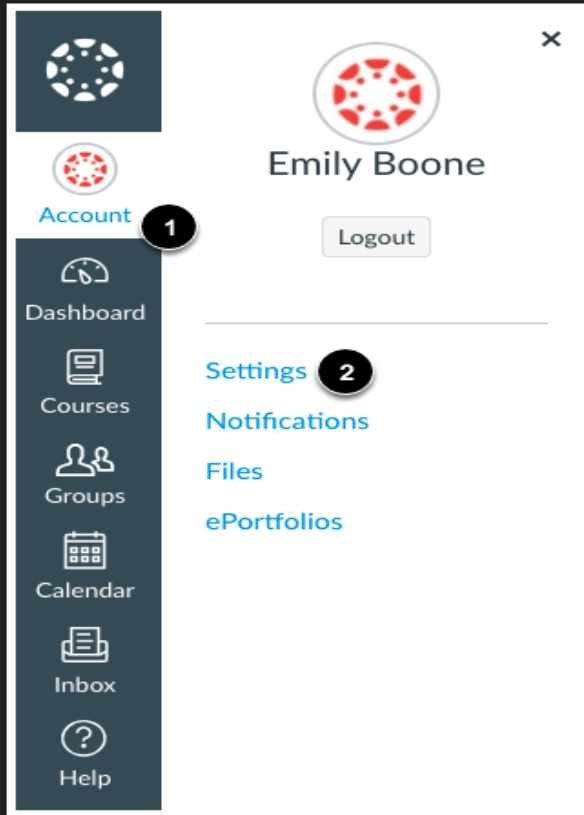 Account
1
Dashboard
Courses
Groups
Calendar
Inbox
Help
×
Emily Boone
Logout
Settings 2
Notifications
Files
ePortfolios